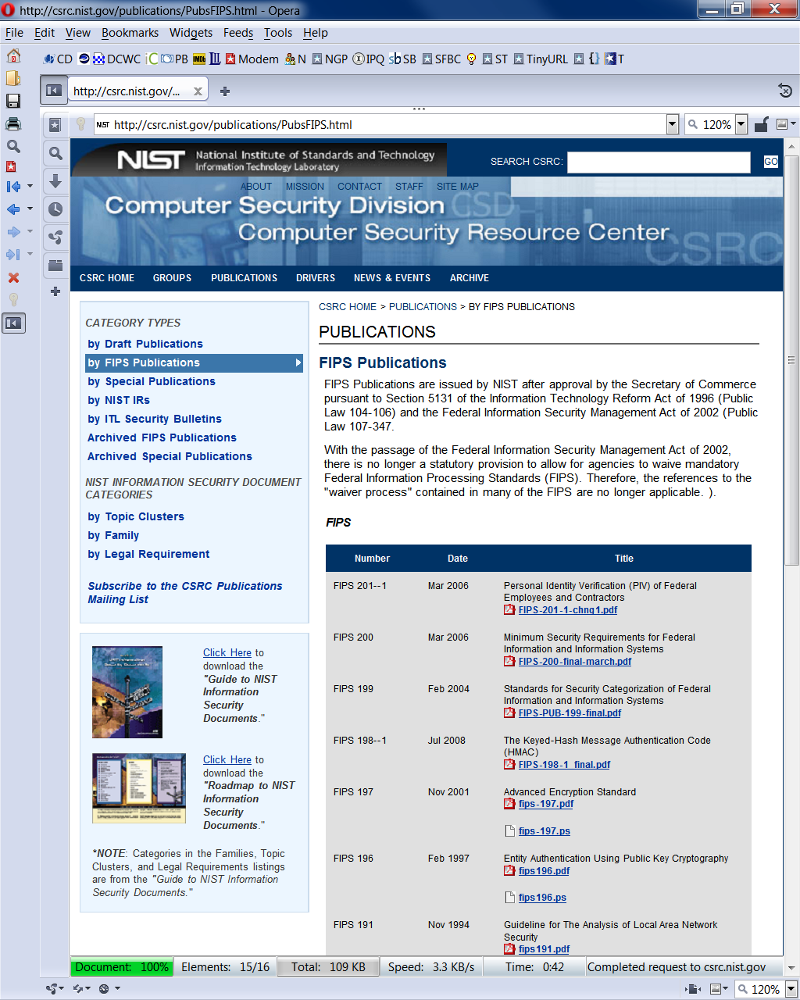 http://csrc.nist.gov/publications/PubsFIPS.html - Opera
File Edit View Bookmarks Widgets Feeds Tools Help
CD DCWC PB IMDb Modem N NGP IPQ sb SB SFBC ST TinyURL {} T
http://csrc.nist.gov/...
NIST http://csrc.nist.gov/publications/PubsFIPS.html 120%
NIST National Institute of Standards and Technology
Information Technology Laboratory
SEARCH CSRC: GO
ABOUT MISSION CONTACT STAFF SITE MAP
Computer Security Division CSD
Computer Security Resource Center
CSRC
CSRC HOME GROUPS PUBLICATIONS DRIVERS NEWS & EVENTS ARCHIVE
CATEGORY TYPES
by Draft Publications
by FIPS Publications
by Special Publications
by NIST IRs
by ITL Security Bulletins
Archived FIPS Publications
Archived Special Publications
NIST INFORMATION SECURITY DOCUMENT
CATEGORIES
by Topic Clusters
by Family
by Legal Requirement
Subscribe to the CSRC Publications
Mailing List
Click Here to
download the
"Guide to NIST
Information
Security
Documents."
Click Here to
download the
"Roadmap to NIST
Information
Security
Documents."
*NOTE: Categories in the Families, Topic
Clusters, and Legal Requirements listings
are from the "Guide to NIST Information
Security Documents."
CSRC HOME > PUBLICATIONS > BY FIPS PUBLICATIONS
PUBLICATIONS
FIPS Publications
FIPS Publications are issued by NIST after approval by the Secretary of Commerce
pursuant to Section 5131 of the Information Technology Reform Act of 1996 (Public
Law 104-106) and the Federal Information Security Management Act of 2002 (Public
Law 107-347.
With the passage of the Federal Information Security Management Act of 2002,
there is no longer a statutory provision to allow for agencies to waive mandatory
Federal Information Processing Standards (FIPS). Therefore, the references to the
"waiver process" contained in many of the FIPS are no longer applicable. ).
FIPS
Number Date Title
FIPS 201--1 Mar 2006 Personal Identity Verification (PIV) of Federal
Employees and Contractors
FIPS-201-1-chng1.pdf
FIPS 200 Mar 2006 Minimum Security Requirements for Federal
Information and Information Systems
FIPS-200-final-march.pdf
FIPS 199 Feb 2004 Standards for Security Categorization of Federal
Information and Information Systems
FIPS-PUB-199-final.pdf
FIPS 198--1 Jul 2008 The Keyed-Hash Message Authentication Code
(HMAC)
FIPS-198-1_final.pdf
FIPS 197 Nov 2001 Advanced Encryption Standard
fips-197.pdf
fips-197.ps
FIPS 196 Feb 1997 Entity Authentication Using Public Key Cryptography
fips196.pdf
fips196.ps
FIPS 191 Nov 1994 Guideline for The Analysis of Local Area Network
Security
fips191.pdf
Document: 100% Elements: 15/16 Total: 109 KB Speed: 3.3 KB/s Time: 0:42 Completed request to csrc.nist.gov
120%